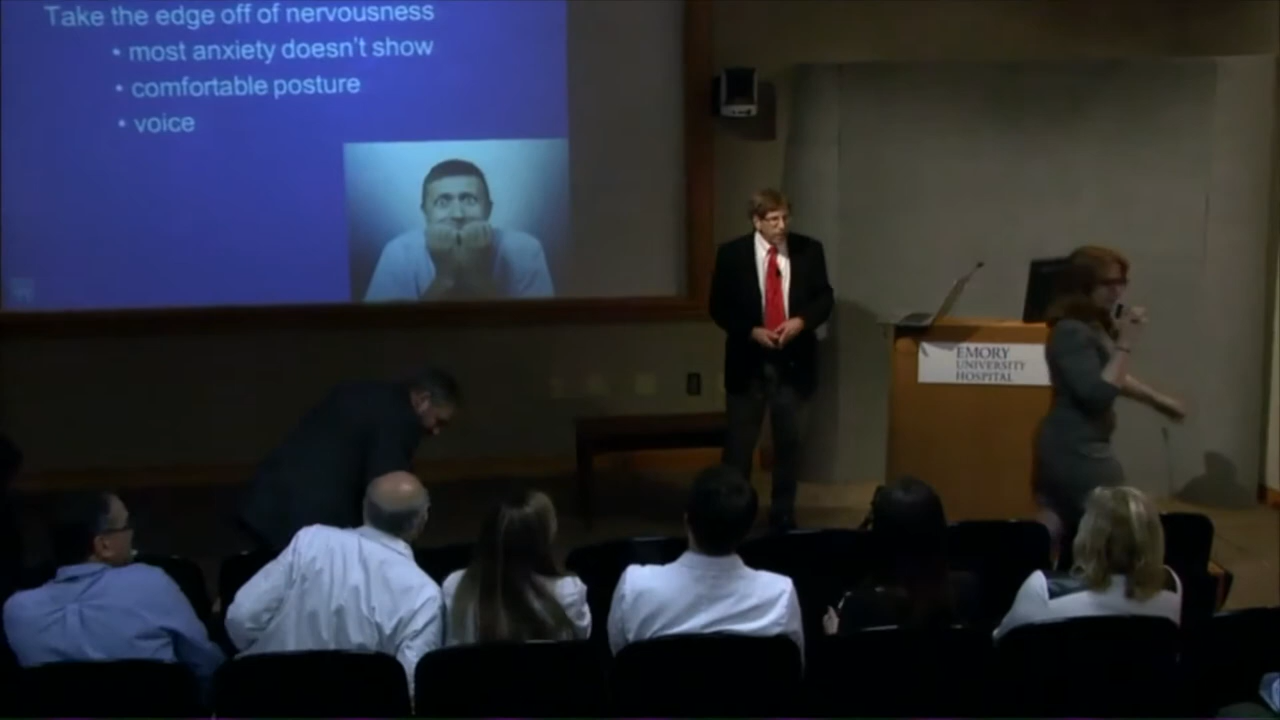 Take the edge off of nervousness
• most anxiety doesn't show
• comfortable posture
• voice
EMORY
UNIVERSITY
HOSPITAL